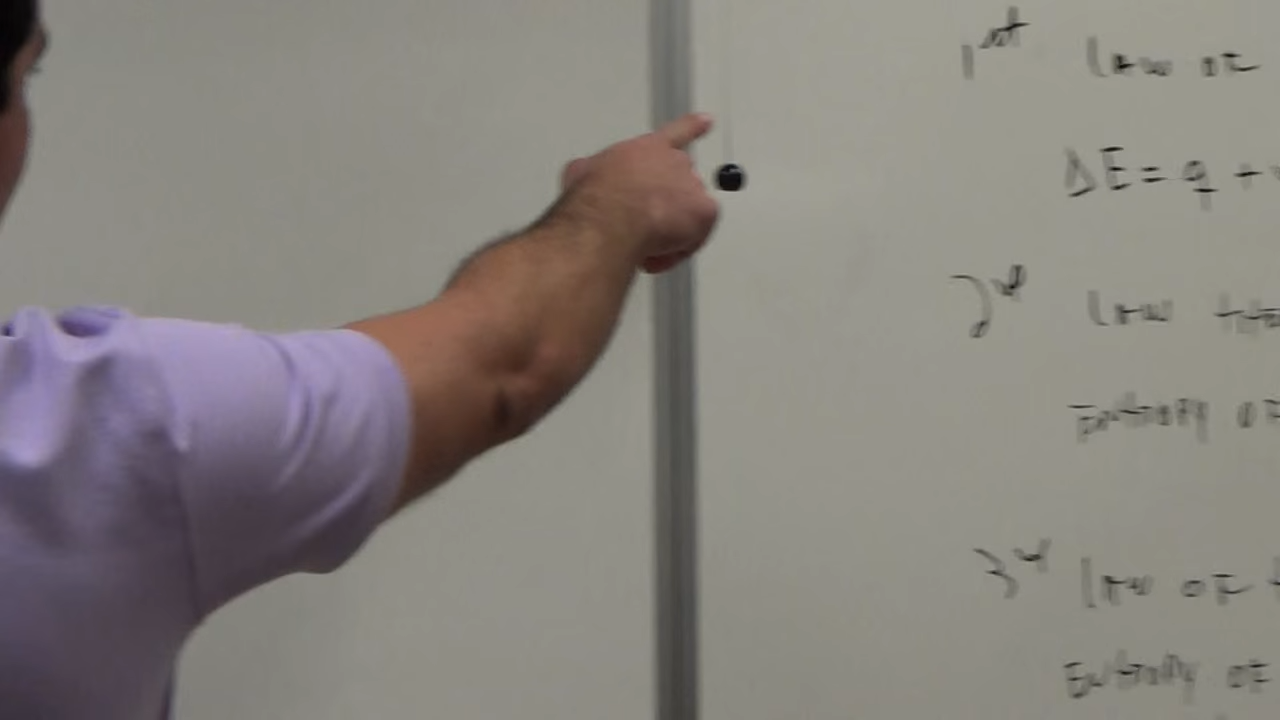 1st law of
ΔE = q +
2nd law
Entropy of
3rd law of
Entropy of